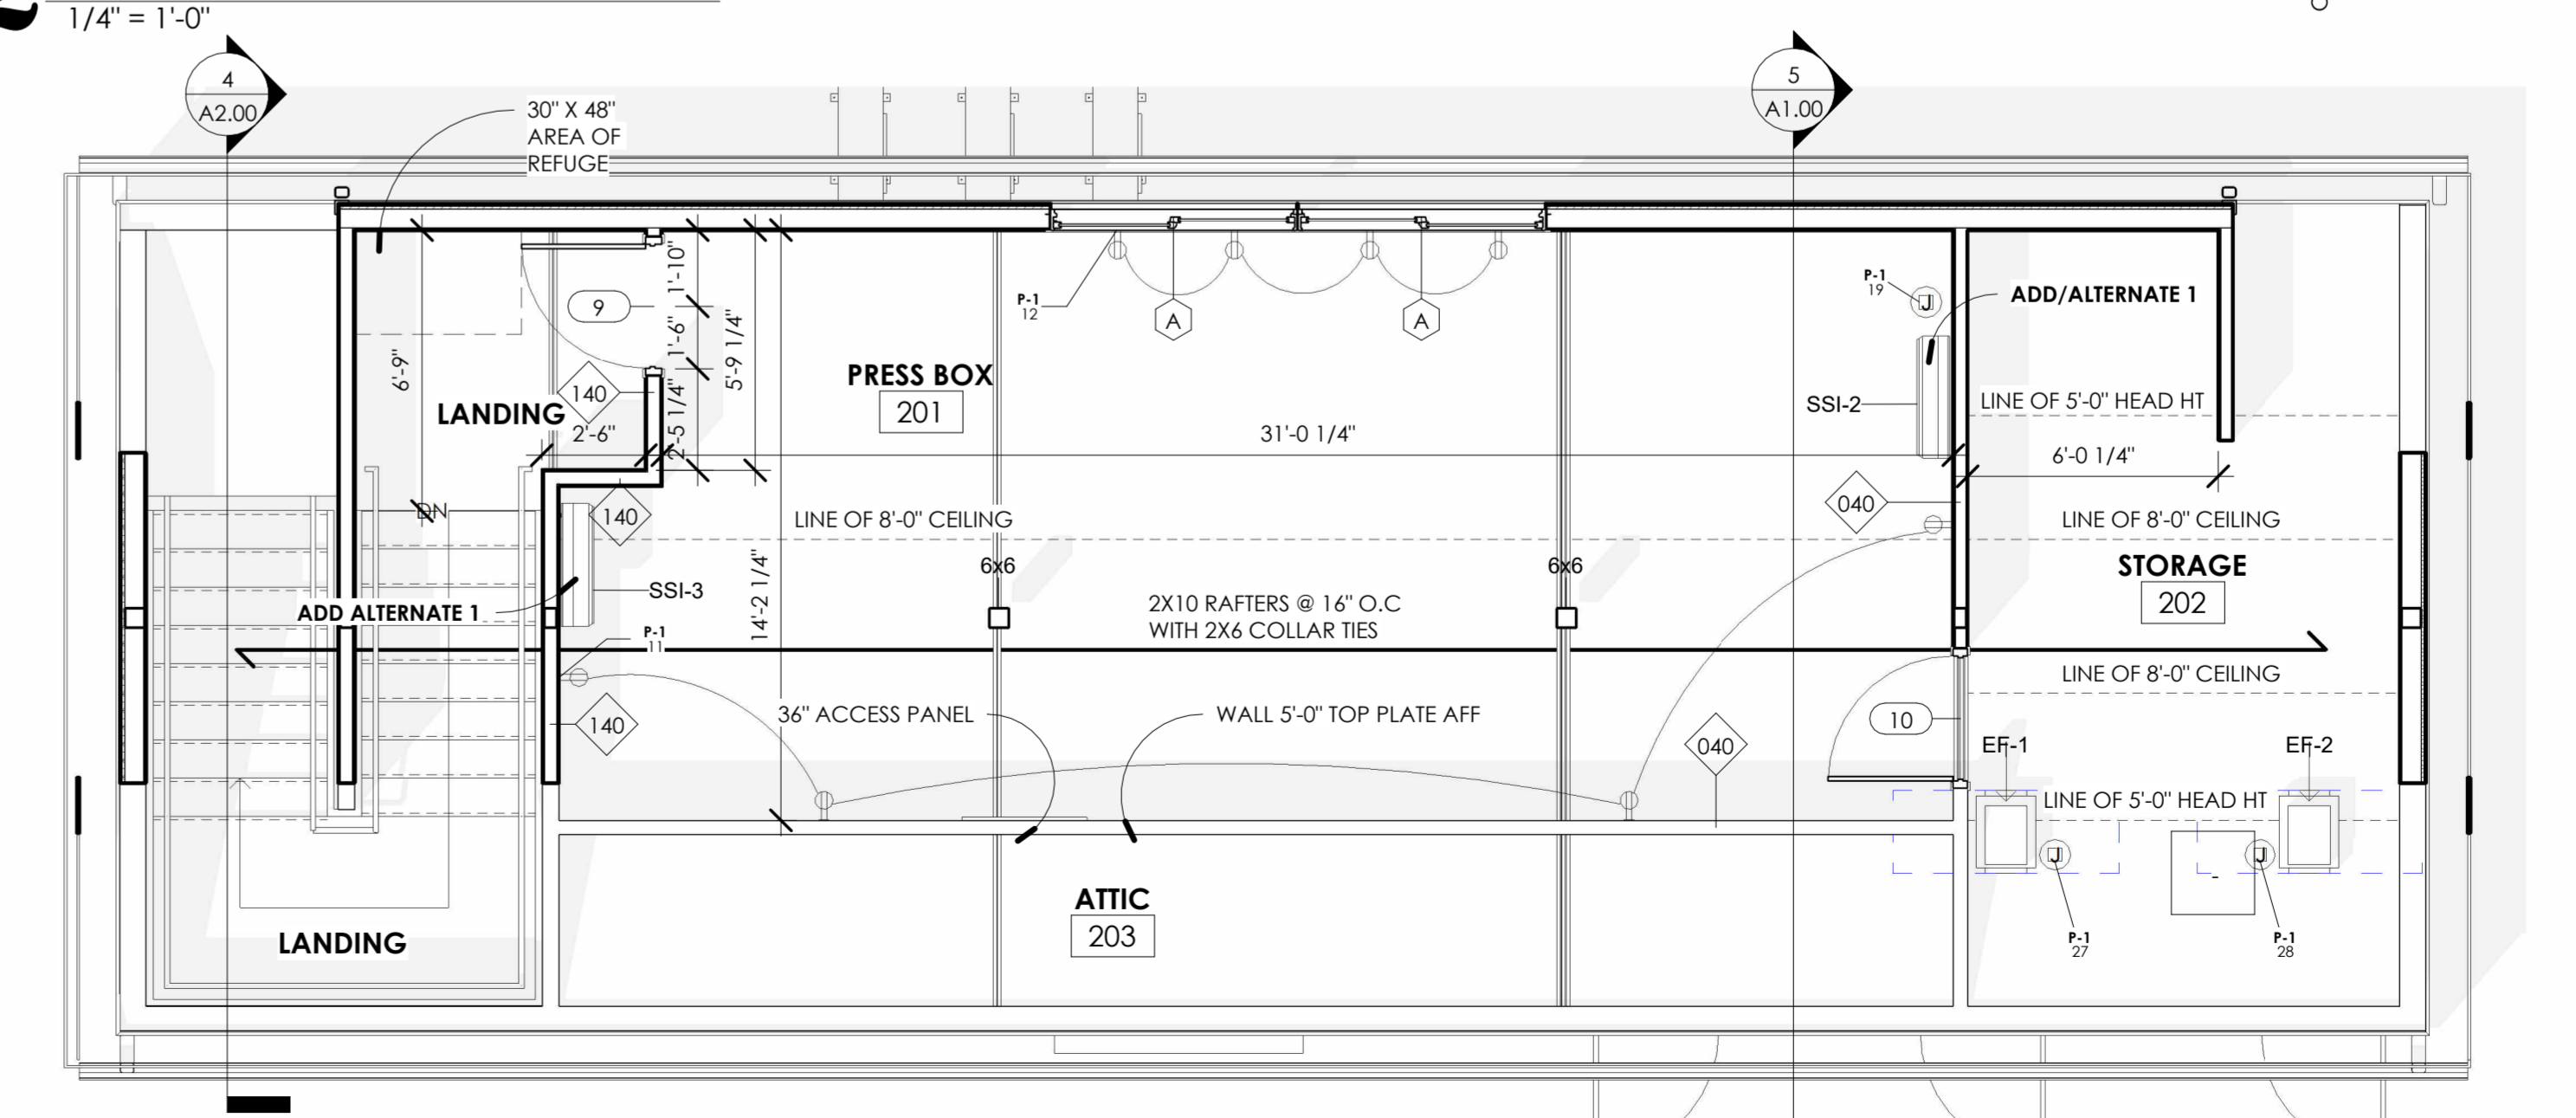 1/4" = 1'-0"
4
A2.00
5
A1.00
30" X 48"
AREA OF
REFUGE
9
1'-10"
1'-6"
2'-5 1/4"
5'-9 1/4"
6'-9"
140
LANDING
2'-6"
PRESS BOX
201
P-1
12
A
A
P-1
19
J
ADD/ALTERNATE 1
SSI-2
LINE OF 5'-0" HEAD HT
31'-0 1/4"
6'-0 1/4"
DN
140
LINE OF 8'-0" CEILING
040
LINE OF 8'-0" CEILING
6x6
6x6
STORAGE
202
SSI-3
ADD ALTERNATE 1
14'-2 1/4"
2X10 RAFTERS @ 16" O.C
WITH 2X6 COLLAR TIES
P-1
11
LINE OF 8'-0" CEILING
140
36" ACCESS PANEL
WALL 5'-0" TOP PLATE AFF
040
10
EF-1
EF-2
LINE OF 5'-0" HEAD HT
J
J
-
ATTIC
203
LANDING
P-1
27
P-1
28